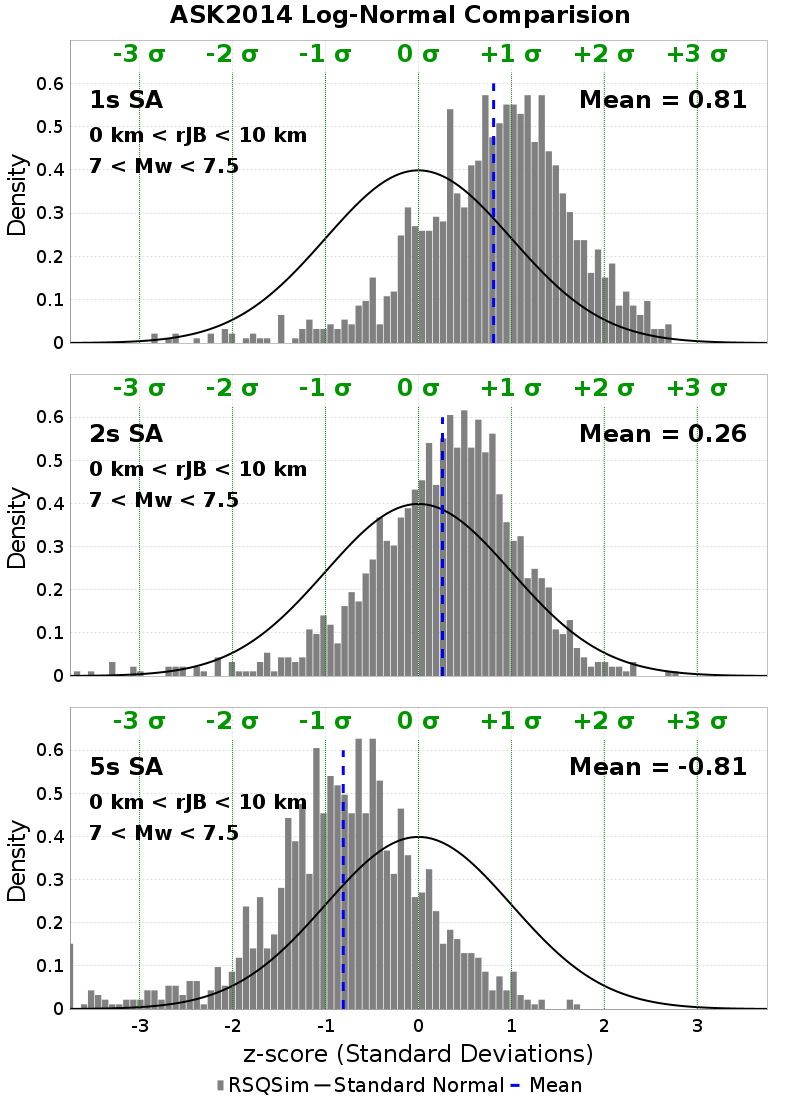 ASK2014 Log-Normal Comparision
-3 σ -2 σ -1 σ 0 σ +1 σ +2 σ +3 σ
1s SA
Mean = 0.81
0 km < rJB < 10 km
7 < Mw < 7.5
0.6
0.5
0.4
0.3
0.2
0.1
0
Density
-3 σ -2 σ -1 σ 0 σ +1 σ +2 σ +3 σ
2s SA
Mean = 0.26
0 km < rJB < 10 km
7 < Mw < 7.5
0.6
0.5
0.4
0.3
0.2
0.1
0
Density
-3 σ -2 σ -1 σ 0 σ +1 σ +2 σ +3 σ
5s SA
Mean = -0.81
0 km < rJB < 10 km
7 < Mw < 7.5
0.6
0.5
0.4
0.3
0.2
0.1
0
Density
-3 -2 -1 0 1 2 3
z-score (Standard Deviations)
RSQSim Standard Normal Mean